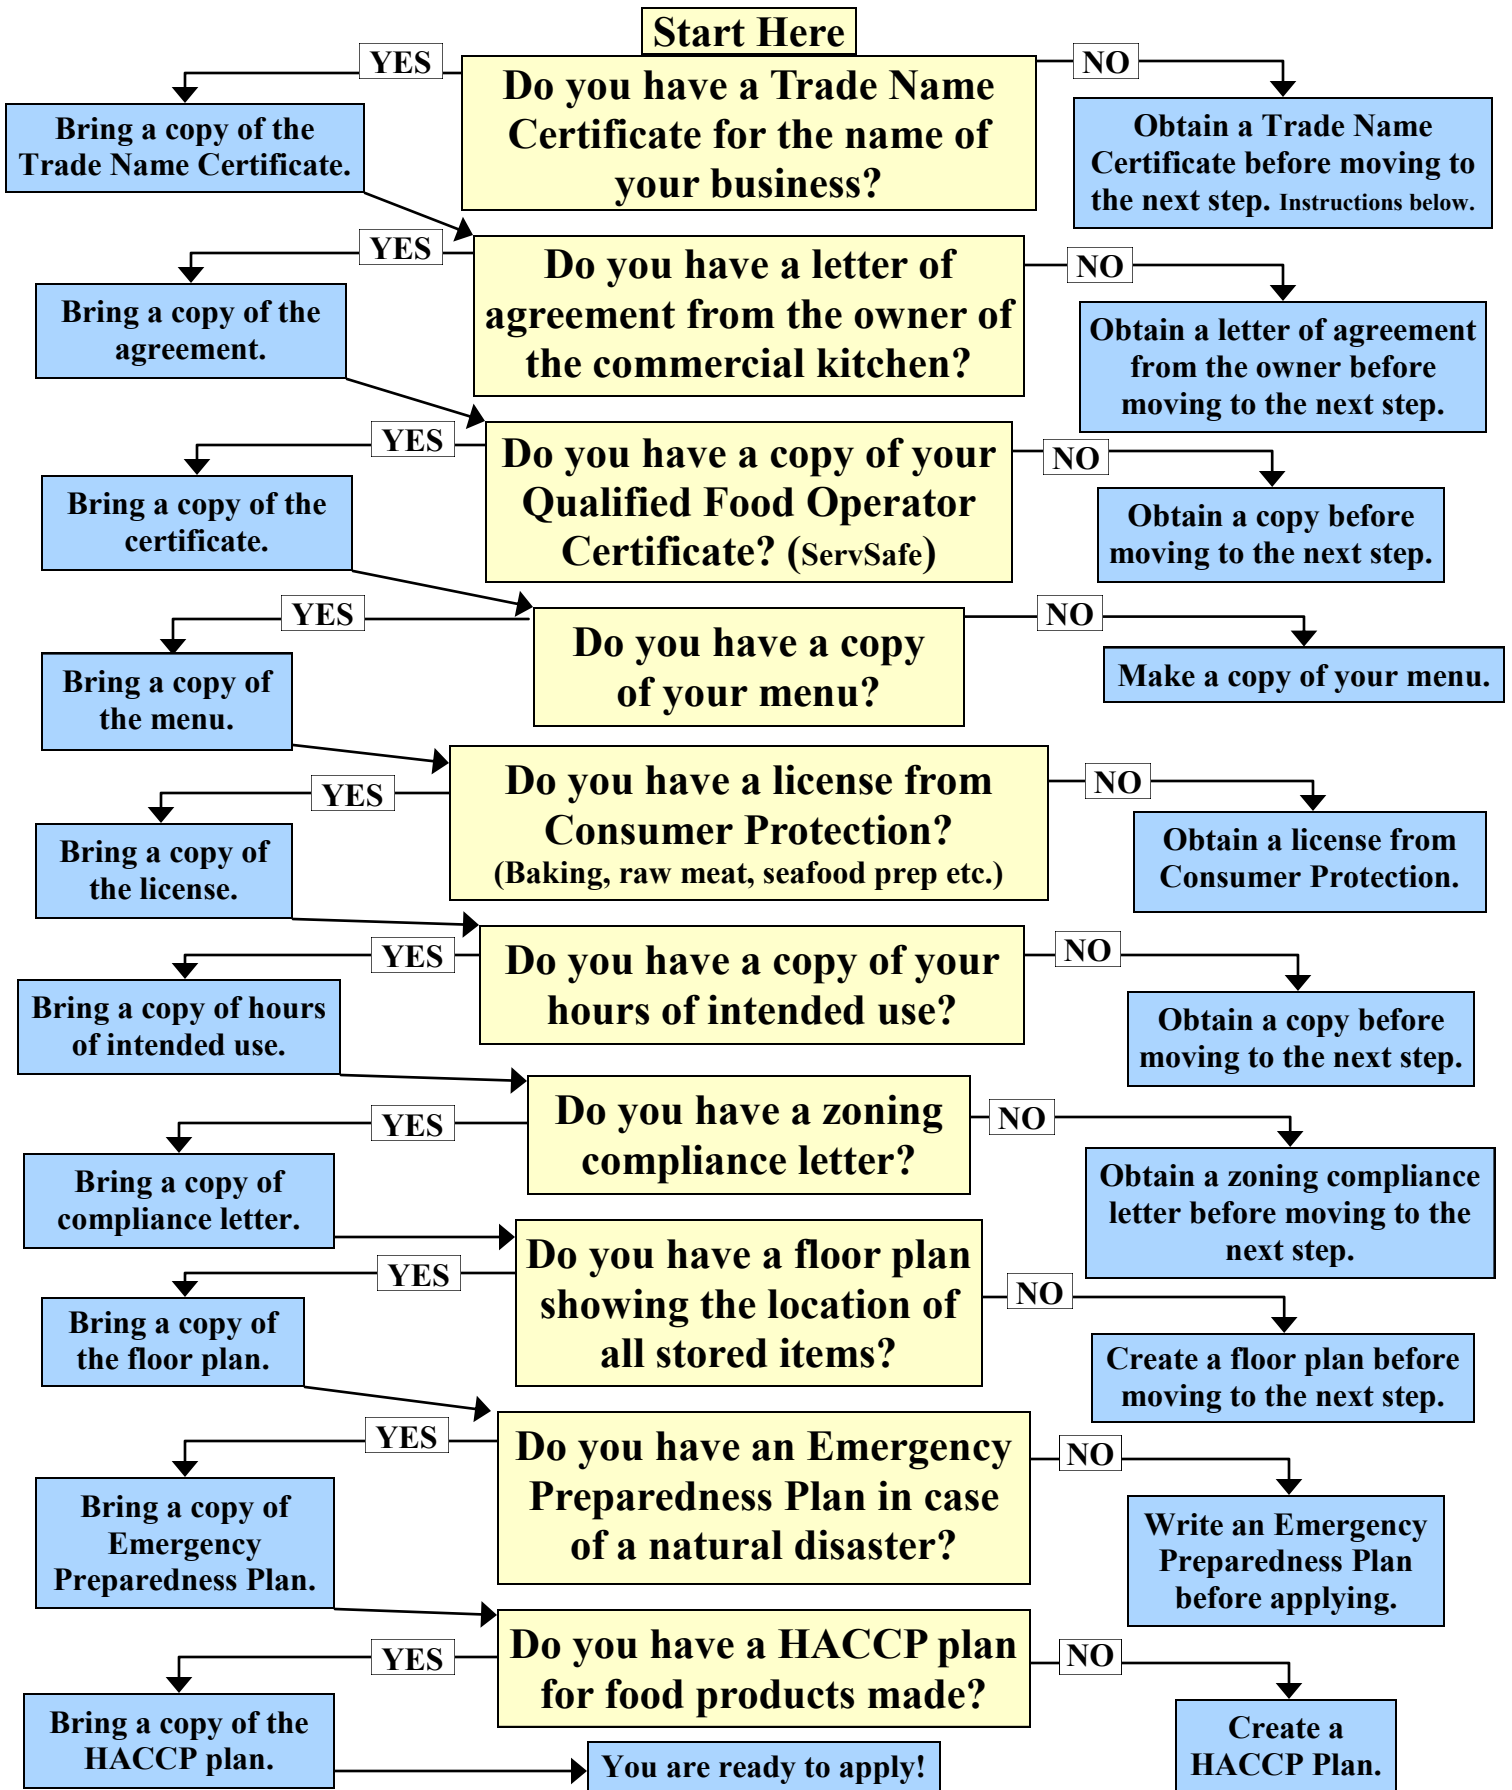 Start Here
YES
Do you have a Trade Name
Certificate for the name of
your business?
NO
Bring a copy of the
Trade Name Certificate.
Obtain a Trade Name
Certificate before moving to
the next step. Instructions below.
YES
Do you have a letter of
agreement from the owner of
the commercial kitchen?
NO
Bring a copy of the
agreement.
Obtain a letter of agreement
from the owner before
moving to the next step.
YES
Do you have a copy of your
Qualified Food Operator
Certificate? (ServSafe)
NO
Bring a copy of the
certificate.
Obtain a copy before
moving to the next step.
YES
Do you have a copy
of your menu?
NO
Bring a copy of
the menu.
Make a copy of your menu.
YES
Do you have a license from
Consumer Protection?
(Baking, raw meat, seafood prep etc.)
NO
Bring a copy of
the license.
Obtain a license from
Consumer Protection.
YES
Do you have a copy of your
hours of intended use?
NO
Bring a copy of hours
of intended use.
Obtain a copy before
moving to the next step.
YES
Do you have a zoning
compliance letter?
NO
Bring a copy of
compliance letter.
Obtain a zoning compliance
letter before moving to the
next step.
YES
Do you have a floor plan
showing the location of
all stored items?
NO
Bring a copy of
the floor plan.
Create a floor plan before
moving to the next step.
YES
Do you have an Emergency
Preparedness Plan in case
of a natural disaster?
NO
Bring a copy of
Emergency
Preparedness Plan.
Write an Emergency
Preparedness Plan
before applying.
YES
Do you have a HACCP plan
for food products made?
NO
Bring a copy of the
HACCP plan.
Create a
HACCP Plan.
You are ready to apply!